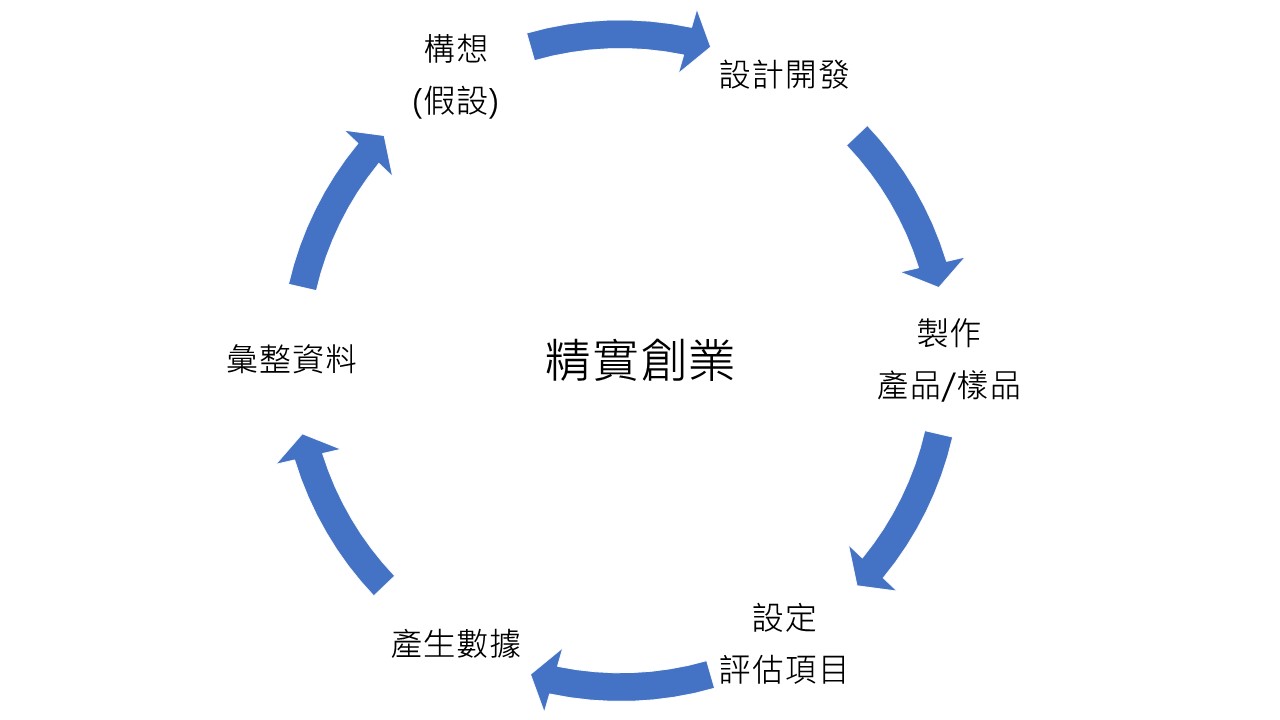 構想
(假設)
設計開發
製作
產品/樣品
設定
評估項目
產生數據
彙整資料
精實創業